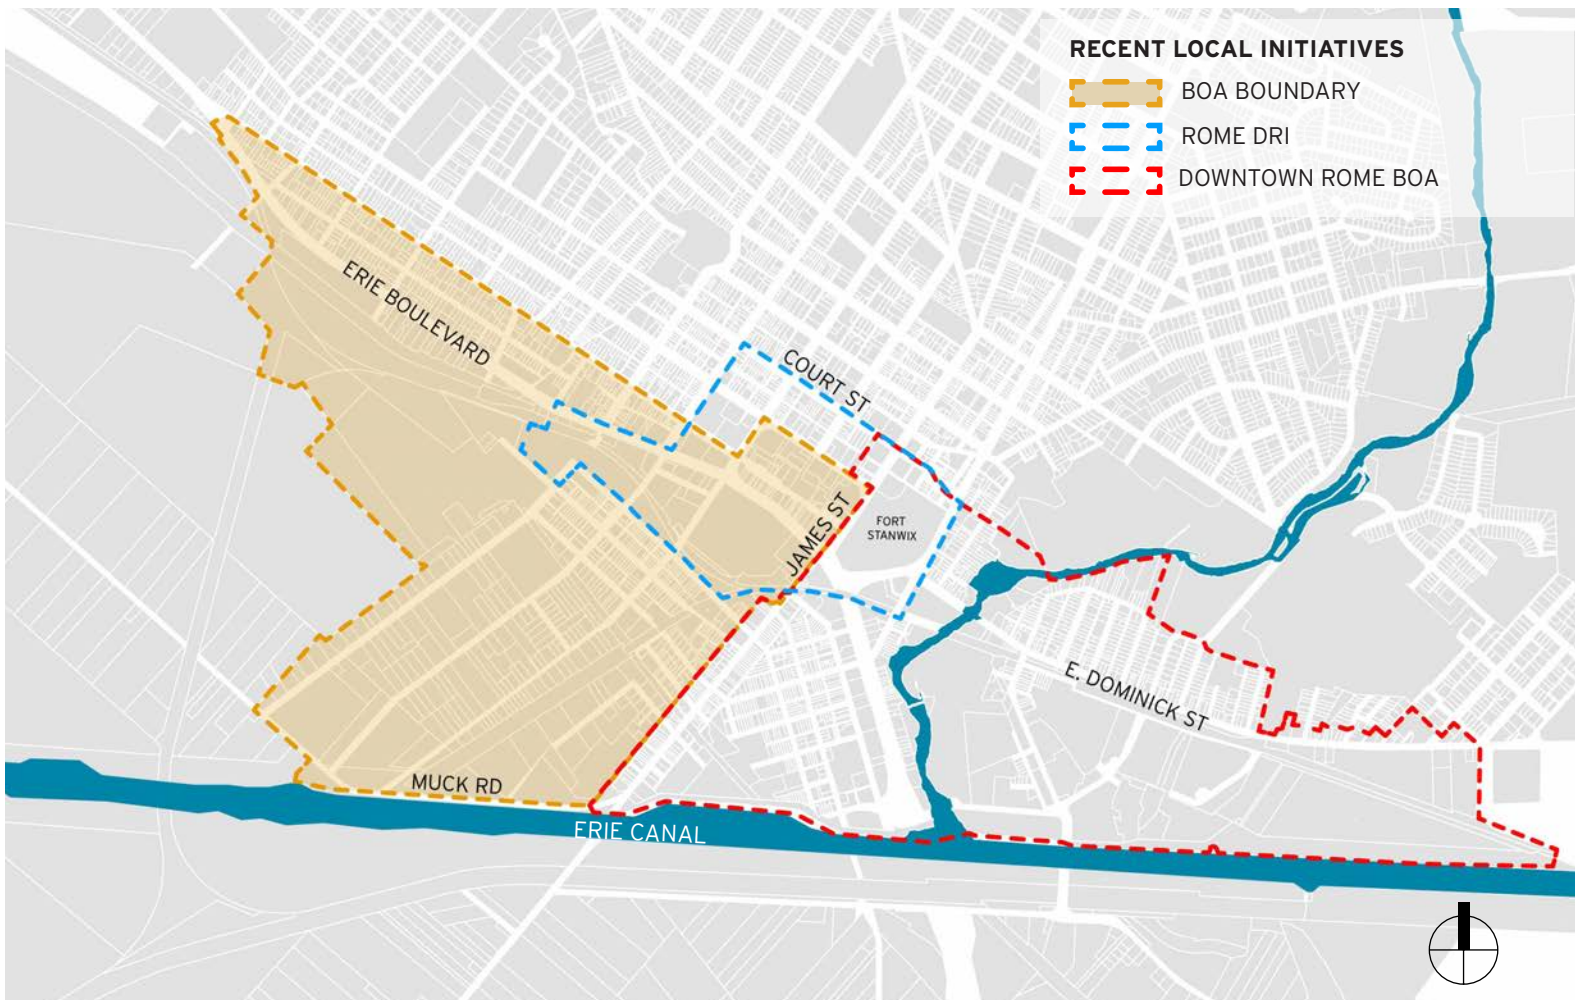 RECENT LOCAL INITIATIVES
BOA BOUNDARY
ROME DRI
DOWNTOWN ROME BOA
ERIE BOULEVARD
COURT ST
JAMES ST
FORT
STANWIX
E. DOMINICK ST
MUCK RD
ERIE CANAL